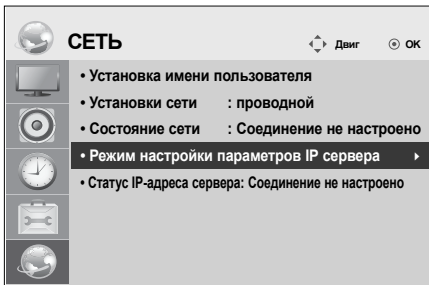 СЕТЬ
Двиг ОК
• Установка имени пользователя
• Установки сети : проводной
• Состояние сети : Соединение не настроено
• Режим настройки параметров IP сервера
• Статус IP-адреса сервера: Соединение не настроено